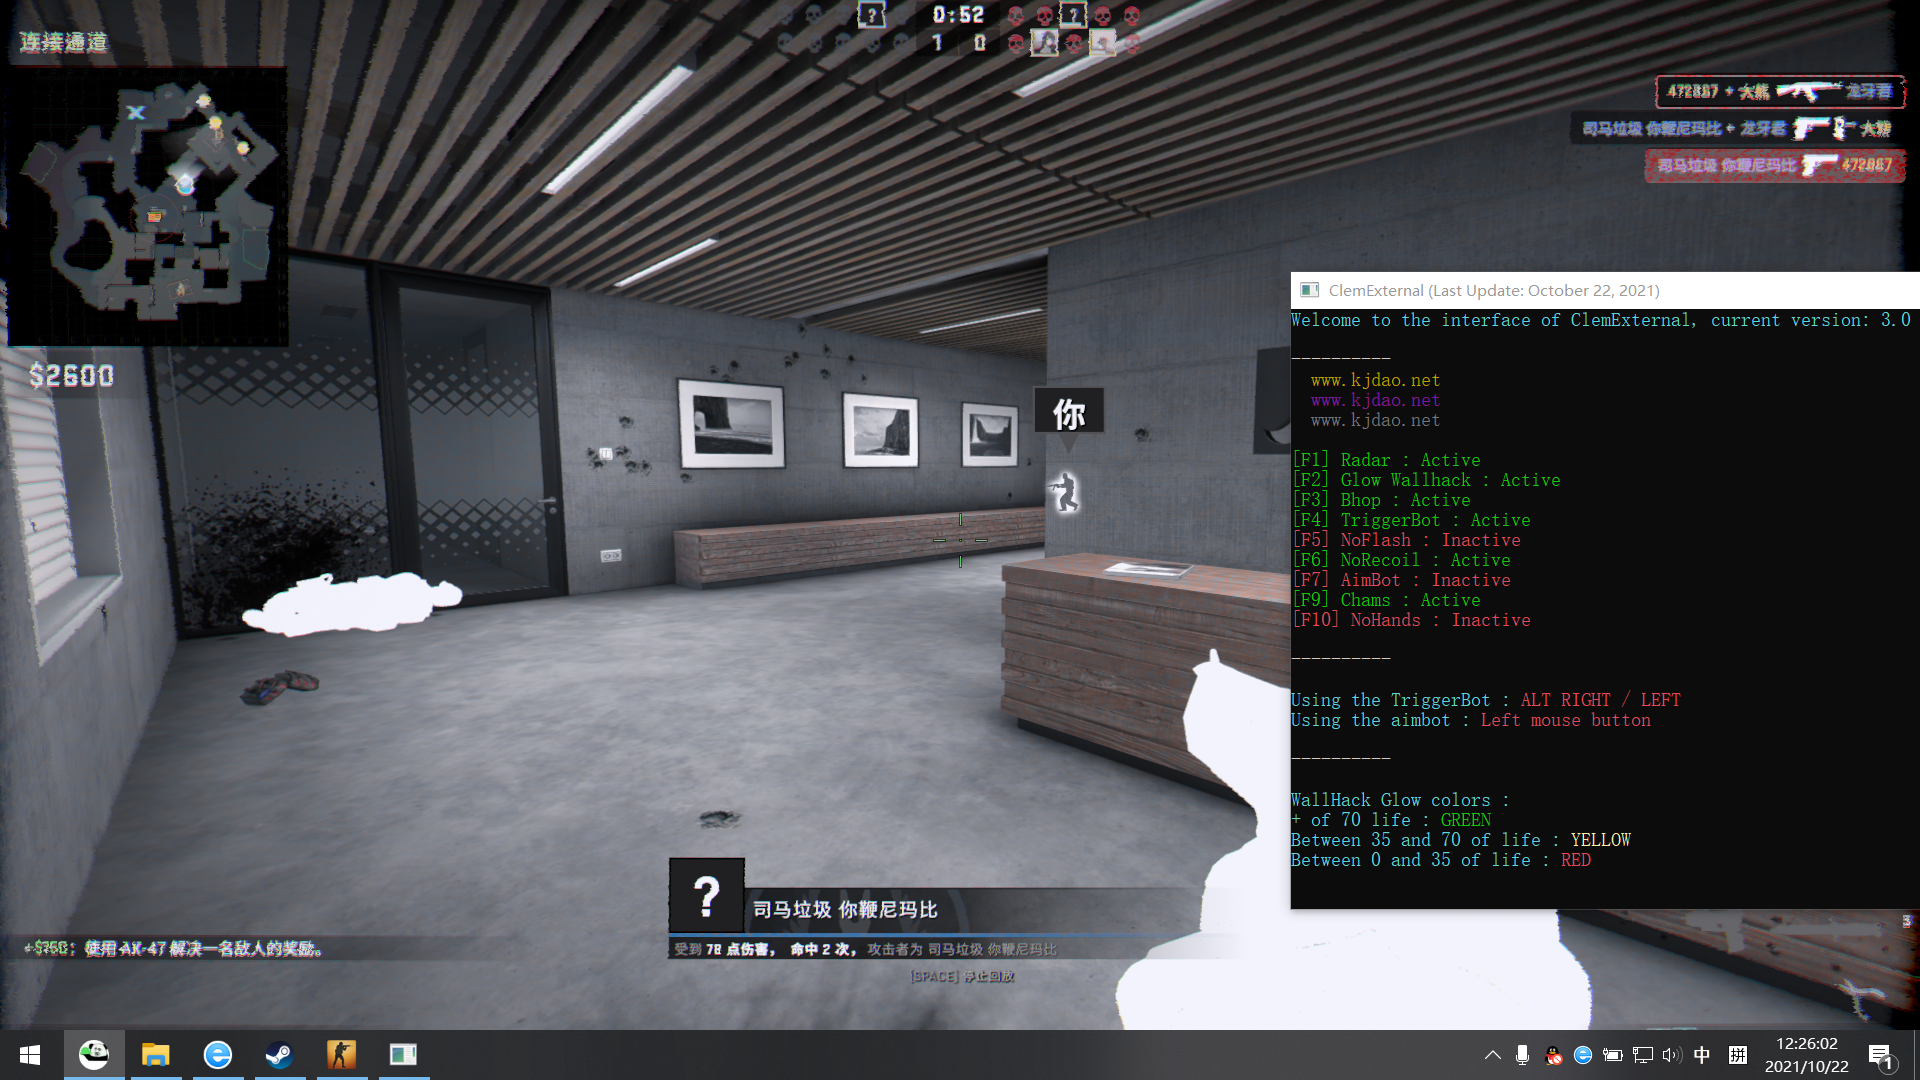 连接通道
? 0:52 ?
1 0
472887 + 大熊 龙牙君
司马垃圾 你鞭尼玛比 + 龙牙君 大熊
司马垃圾 你鞭尼玛比 472887
$2600
你
ClemExternal (Last Update: October 22, 2021)
Welcome to the interface of ClemExternal, current version: 3.0
----------
www.kjdao.net
www.kjdao.net
www.kjdao.net
[F1] Radar : Active
[F2] Glow Wallhack : Active
[F3] Bhop : Active
[F4] TriggerBot : Active
[F5] NoFlash : Inactive
[F6] NoRecoil : Active
[F7] AimBot : Inactive
[F9] Chams : Active
[F10] NoHands : Inactive
----------
Using the TriggerBot : ALT RIGHT / LEFT
Using the aimbot : Left mouse button
----------
WallHack Glow colors :
+ of 70 life : GREEN
Between 35 and 70 of life : YELLOW
Between 0 and 35 of life : RED
?
司马垃圾 你鞭尼玛比
受到 78 点伤害， 命中 2 次， 攻击者为 司马垃圾 你鞭尼玛比
[SPACE] 停止回放
使用 AK-47 解决一名敌人的奖励。
中 拼
12:26:02
2021/10/22
1